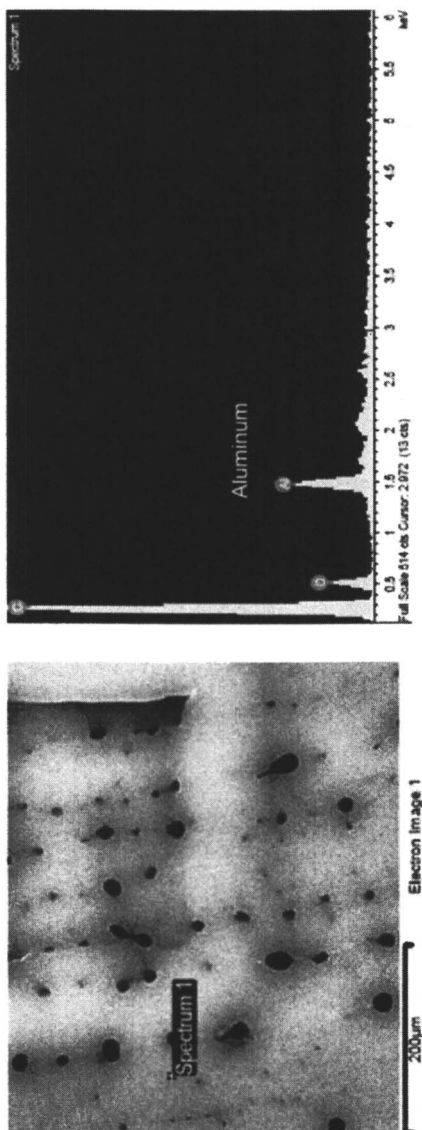 Spectrum 1
200µm
Electron Image 1
Spectrum 1
C
O
Al
Aluminum
0.5 1 1.5 2 2.5 3 3.5 4 4.5 5 5.5 6
Full Scale 514 cts Cursor: 2.972 (13 cts) keV